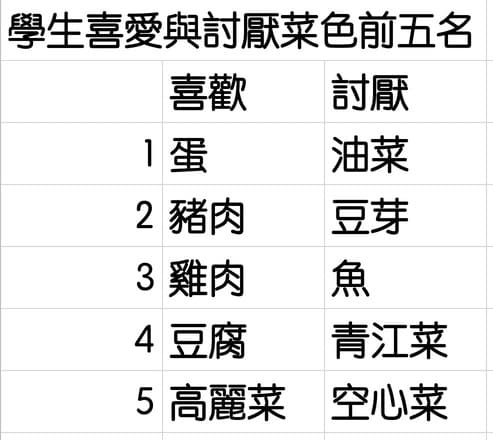 學生喜愛與討厭菜色前五名
喜歡 討厭
1 蛋 油菜
2 豬肉 豆芽
3 雞肉 魚
4 豆腐 青江菜
5 高麗菜 空心菜